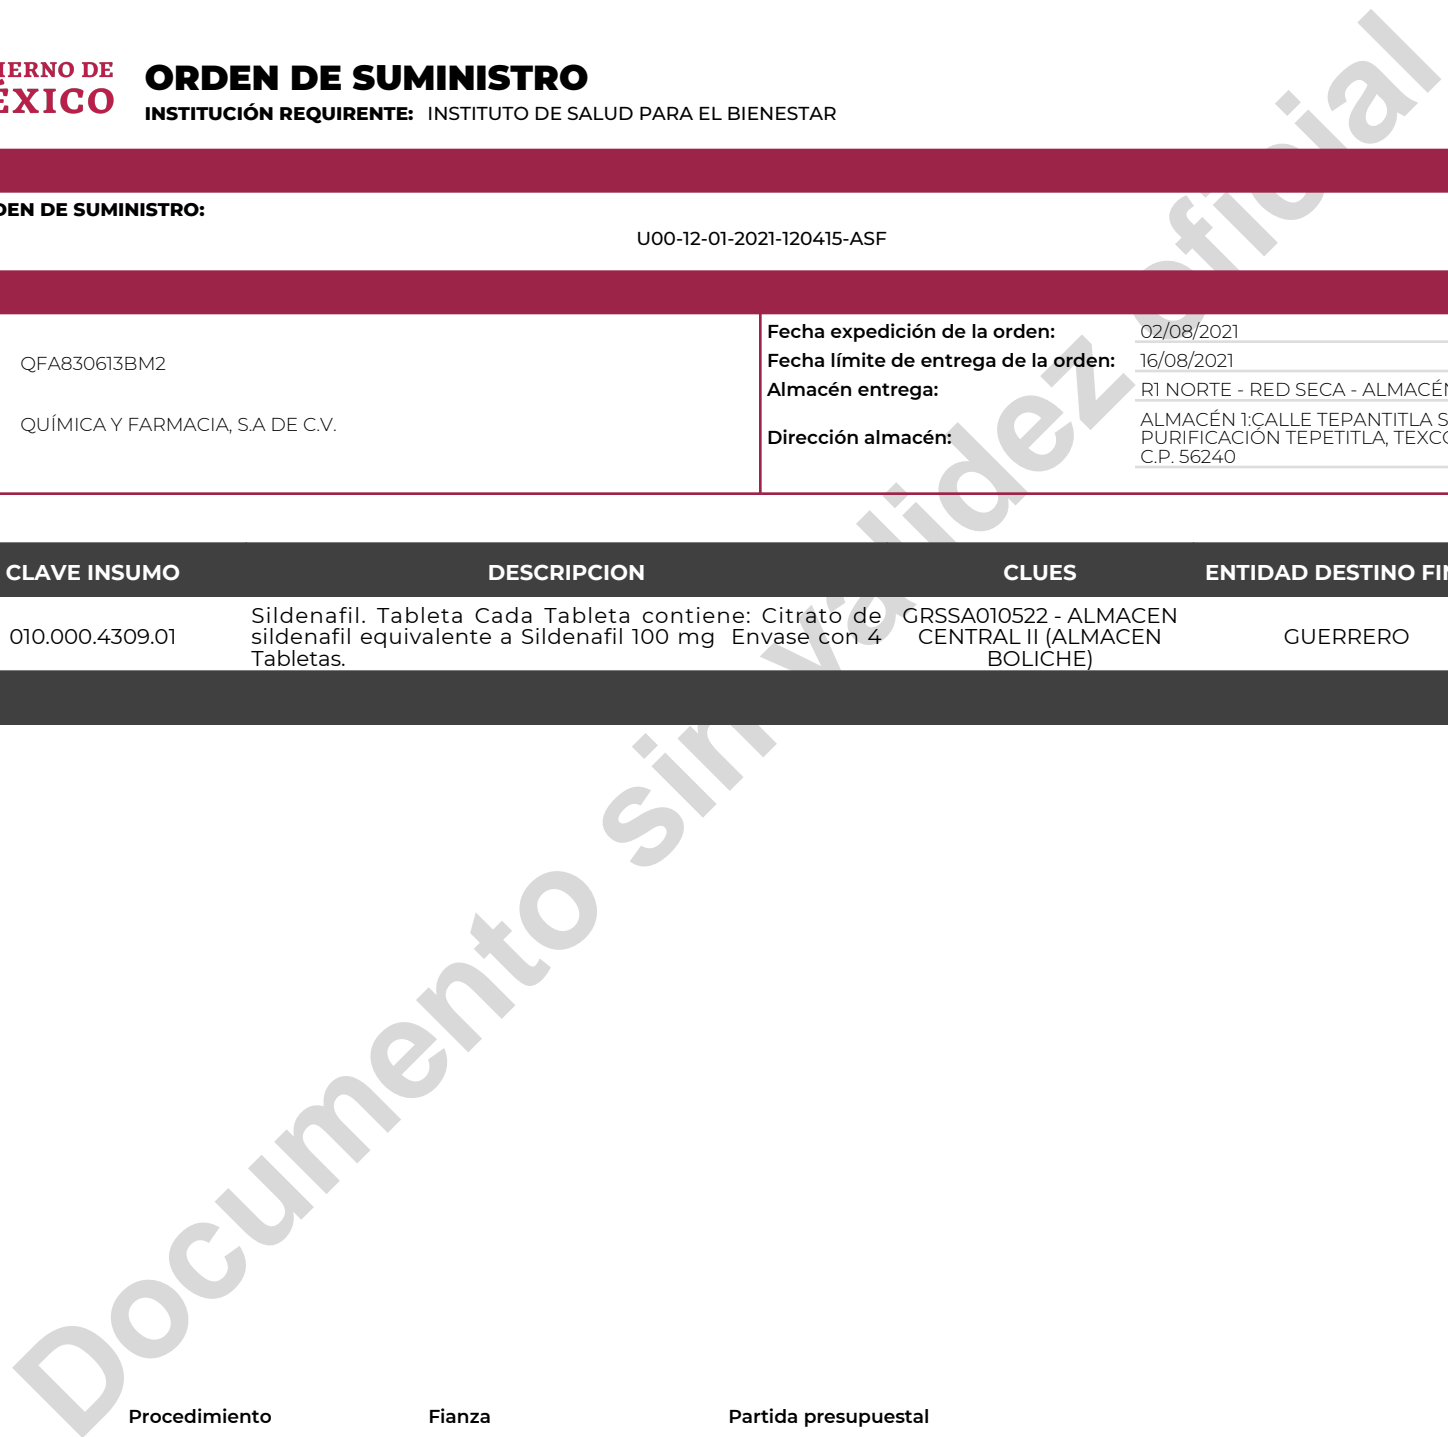 IERNO DE
ÉXICO
ORDEN DE SUMINISTRO
INSTITUCIÓN REQUIRENTE: INSTITUTO DE SALUD PARA EL BIENESTAR
DEN DE SUMINISTRO:
U00-12-01-2021-120415-ASF
QFA830613BM2
QUÍMICA Y FARMACIA, S.A DE C.V.
Fecha expedición de la orden: 02/08/2021
Fecha límite de entrega de la orden: 16/08/2021
Almacén entrega: R1 NORTE - RED SECA - ALMACÉN
Dirección almacén:
ALMACÉN 1:CALLE TEPANTITLA S
PURIFICACIÓN TEPETITLA, TEXCO
C.P. 56240
CLAVE INSUMO DESCRIPCION CLUES ENTIDAD DESTINO FIN
010.000.4309.01
Sildenafil. Tableta Cada Tableta contiene: Citrato de
sildenafil equivalente a Sildenafil 100 mg Envase con 4
Tabletas.
GRSSA010522 - ALMACEN
CENTRAL II (ALMACEN
BOLICHE)
GUERRERO
Documento sin validez oficial
Procedimiento Fianza Partida presupuestal